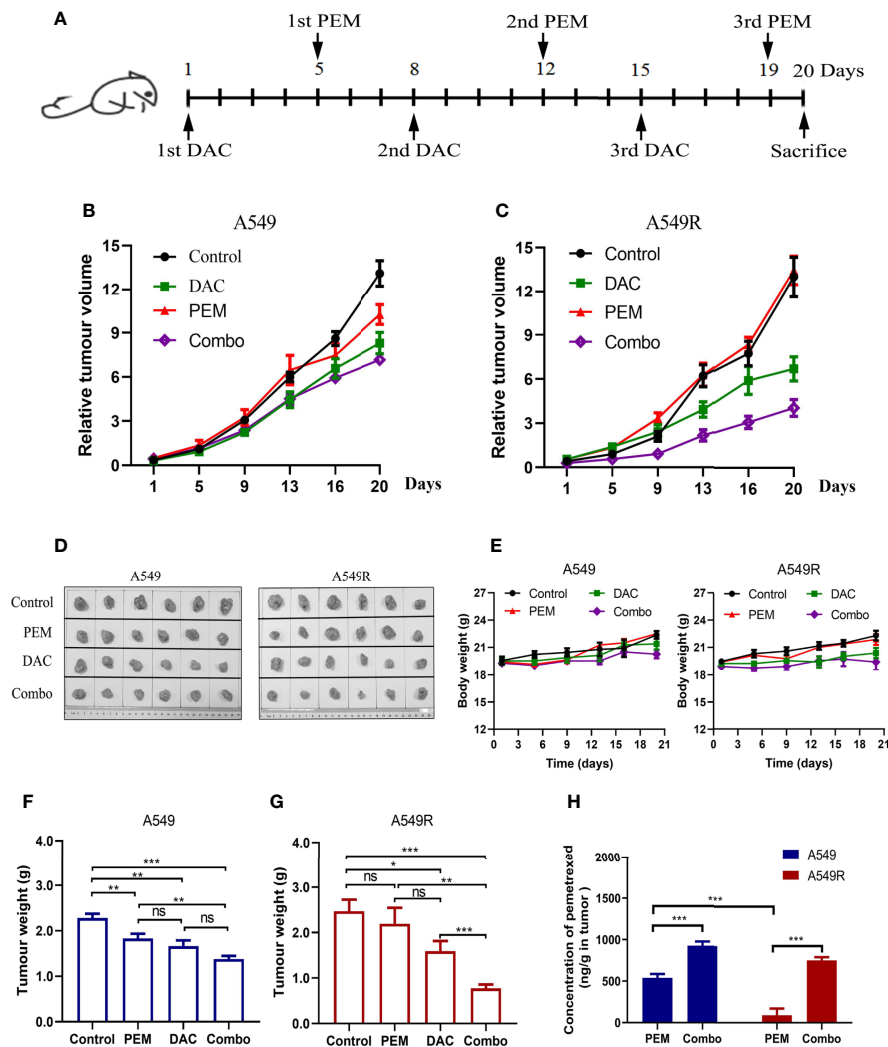 A
1st PEM 2nd PEM 3rd PEM
1 5 8 12 15 19 20 Days
1st DAC 2nd DAC 3rd DAC Sacrifice
B
A549
Relative tumour volume
15
12
9
6
3
0
Control
DAC
PEM
Combo
1 5 9 13 16 20 Days
C
A549R
Relative tumour volume
15
12
9
6
3
0
Control
DAC
PEM
Combo
1 5 9 13 16 20 Days
D
A549 A549R
Control
PEM
DAC
Combo
E
A549
Body weight (g)
27
24
21
18
15
12
Control DAC
PEM Combo
0 3 6 9 12 15 18 21
Time (days)
A549R
Body weight (g)
27
24
21
18
15
12
Control DAC
PEM Combo
0 3 6 9 12 15 18 21
Time (days)
F
A549
Tumour weight (g)
4.0
3.0
2.0
1.0
0.0
***
**
** **
ns ns
Control PEM DAC Combo
G
A549R
Tumour weight (g)
4.0
3.0
2.0
1.0
0.0
***
*
ns **
ns
***
Control PEM DAC Combo
H
A549
A549R
Concentration of pemetrexed
(ng/g in tumor )
2000
1500
1000
500
0
***
*** ***
PEM Combo PEM Combo